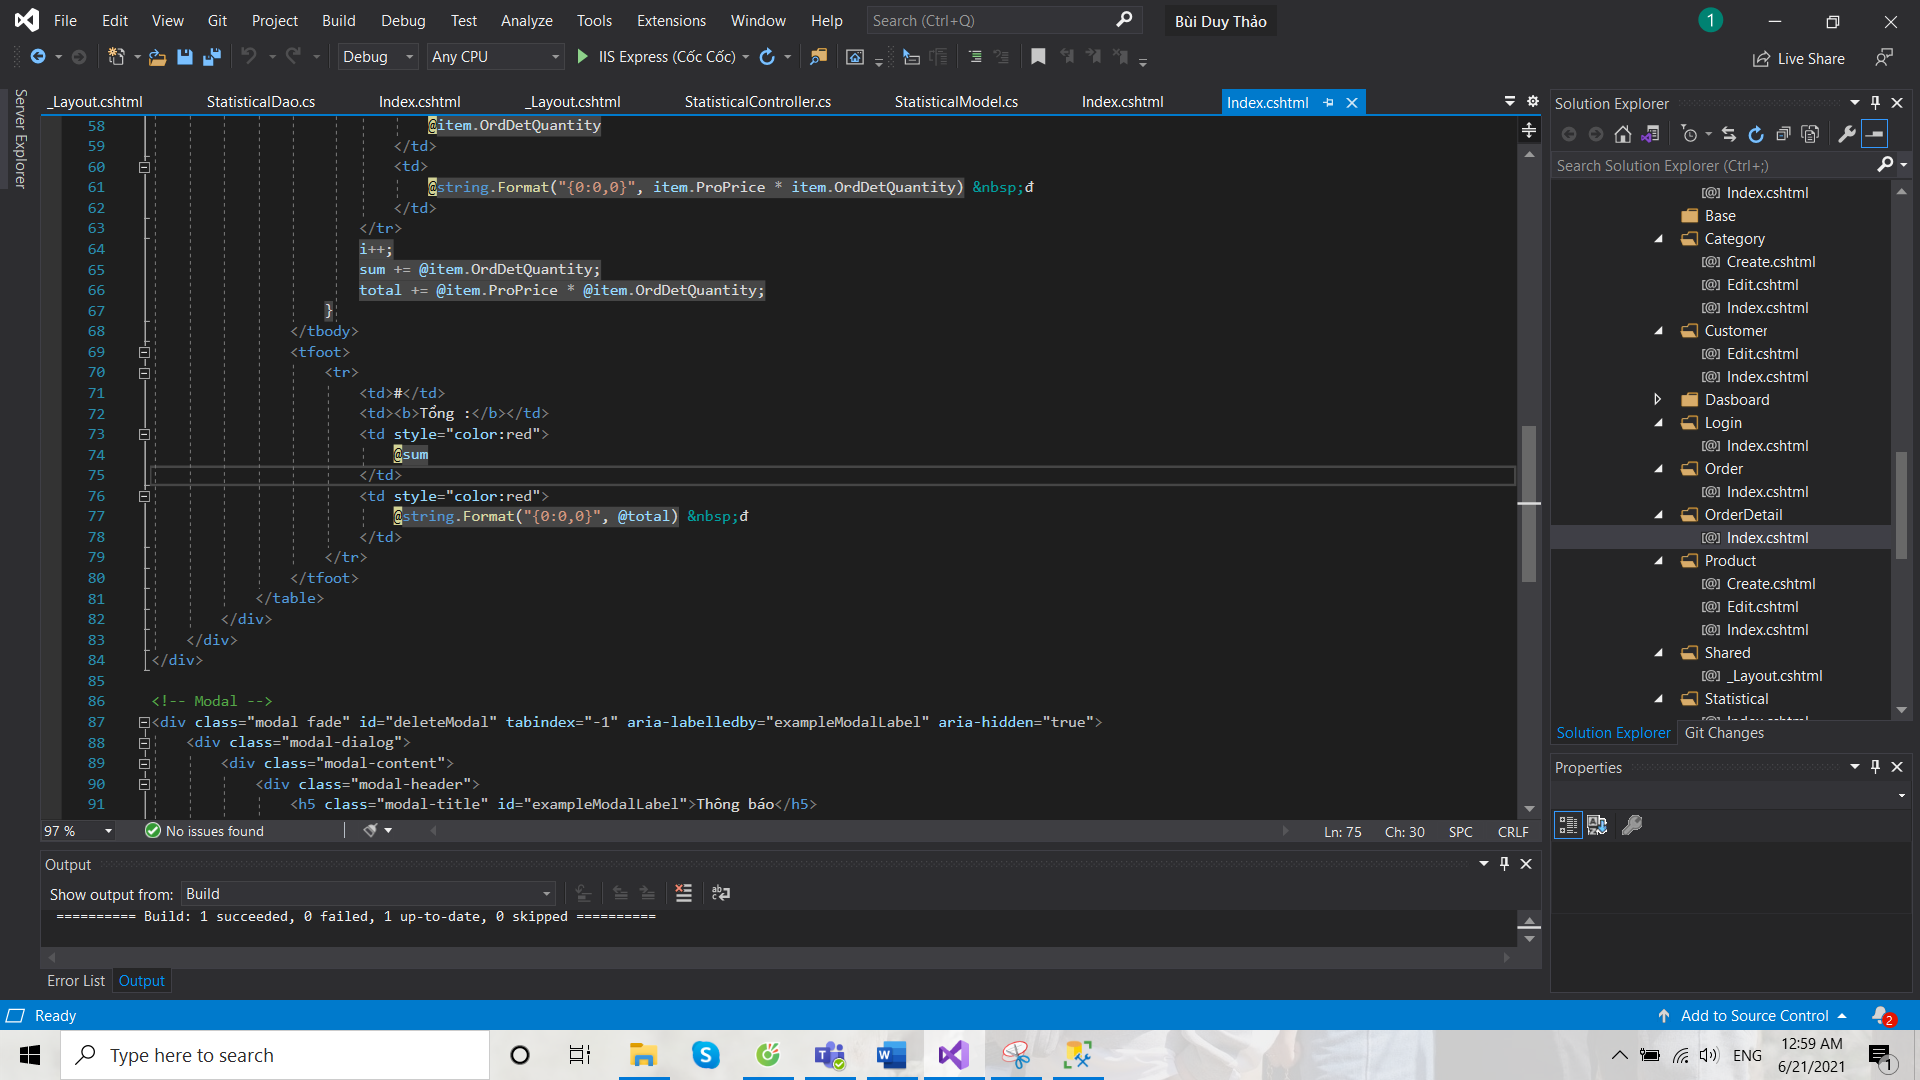 File Edit View Git Project Build Debug Test Analyze Tools Extensions Window Help Search (Ctrl+Q) Bùi Duy Thảo 1
Debug Any CPU IIS Express (Cốc Cốc) Live Share
Server Explorer
_Layout.cshtml StatisticalDao.cs Index.cshtml _Layout.cshtml StatisticalController.cs StatisticalModel.cs Index.cshtml Index.cshtml
58 @item.OrdDetQuantity
59 </td>
60 <td>
61 @string.Format("{0:0,0}", item.ProPrice * item.OrdDetQuantity) &nbsp;đ
62 </td>
63 </tr>
64 i++;
65 sum += @item.OrdDetQuantity;
66 total += @item.ProPrice * @item.OrdDetQuantity;
67 }
68 </tbody>
69 <tfoot>
70 <tr>
71 <td>#</td>
72 <td><b>Tổng :</b></td>
73 <td style="color:red">
74 @sum
75 </td>
76 <td style="color:red">
77 @string.Format("{0:0,0}", @total) &nbsp;đ
78 </td>
79 </tr>
80 </tfoot>
81 </table>
82 </div>
83 </div>
84 </div>
85
86 <!-- Modal -->
87 <div class="modal fade" id="deleteModal" tabindex="-1" aria-labelledby="exampleModalLabel" aria-hidden="true">
88 <div class="modal-dialog">
89 <div class="modal-content">
90 <div class="modal-header">
91 <h5 class="modal-title" id="exampleModalLabel">Thông báo</h5>
97 % No issues found Ln: 75 Ch: 30 SPC CRLF
Output
Show output from: Build
========== Build: 1 succeeded, 0 failed, 1 up-to-date, 0 skipped ==========
Error List Output
Solution Explorer
Search Solution Explorer (Ctrl+;)
Index.cshtml
Base
Category
Create.cshtml
Edit.cshtml
Index.cshtml
Customer
Edit.cshtml
Index.cshtml
Dasboard
Login
Index.cshtml
Order
Index.cshtml
OrderDetail
Index.cshtml
Product
Create.cshtml
Edit.cshtml
Index.cshtml
Shared
_Layout.cshtml
Statistical
Index.cshtml
Solution Explorer Git Changes
Properties
Ready Add to Source Control 2
Type here to search ENG 12:59 AM
6/21/2021 1